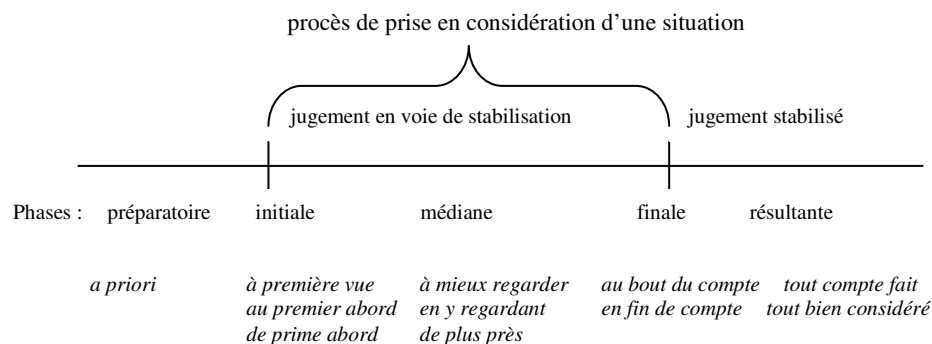 procès de prise en considération d’une situation
jugement en voie de stabilisation jugement stabilisé
Phases : préparatoire initiale médiane finale résultante
a priori à première vue à mieux regarder au bout du compte tout compte fait
au premier abord en y regardant en fin de compte tout bien considéré
de prime abord de plus près